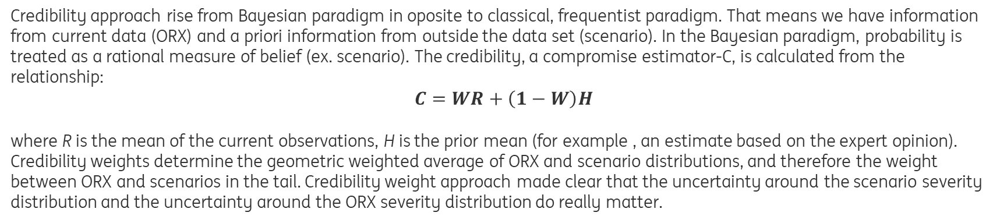 Credibility approach rise from Bayesian paradigm in oposite to classical, frequentist paradigm. That means we have information
from current data (ORX) and a priori information from outside the data set (scenario). In the Bayesian paradigm, probability is
treated as a rational measure of belief (ex. scenario). The credibility, a compromise estimator-C, is calculated from the
relationship:
C = WR + (1 − W)H
where R is the mean of the current observations, H is the prior mean (for example , an estimate based on the expert opinion).
Credibility weights determine the geometric weighted average of ORX and scenario distributions, and therefore the weight
between ORX and scenarios in the tail. Credibility weight approach made clear that the uncertainty around the scenario severity
distribution and the uncertainty around the ORX severity distribution do really matter.